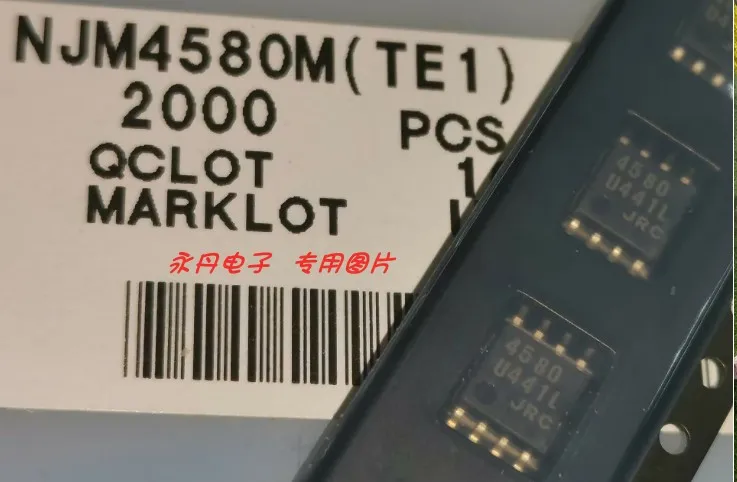 NJM4580M(TE1)
2000 PCS
QCLOT 1
MARKLOT
永丹电子 专用图片
4580
U441L
JRC
4580
U441L
JRC